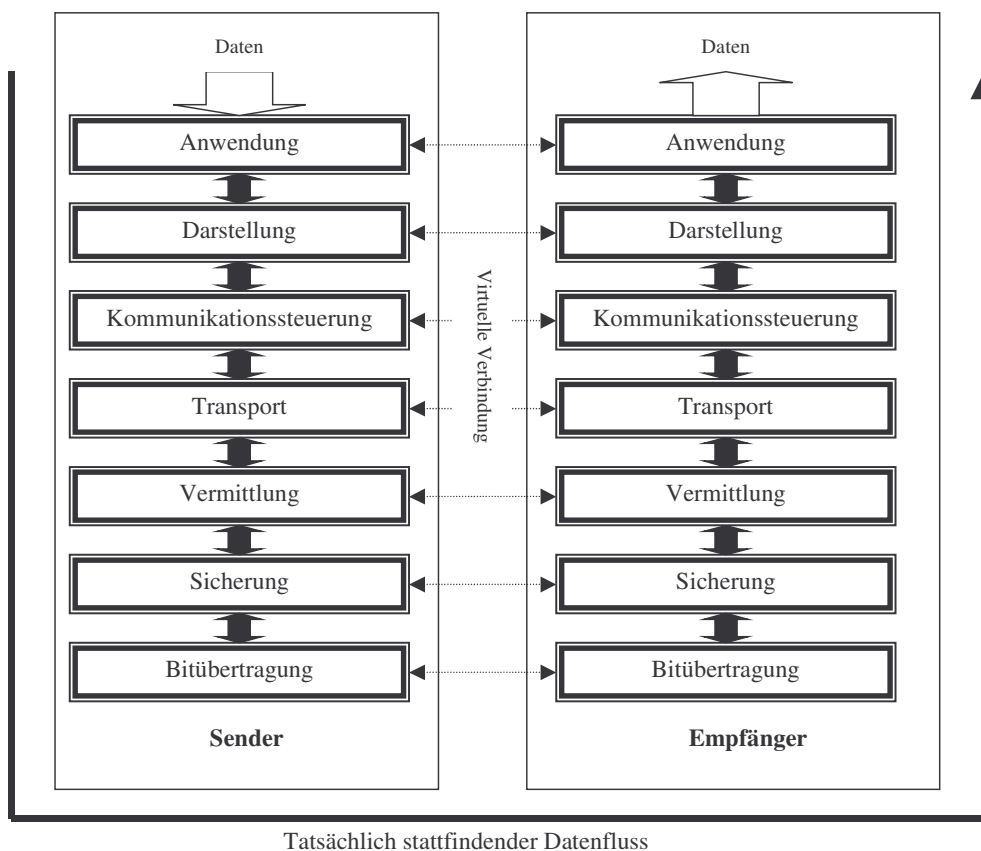 Daten
Daten
Anwendung
Anwendung
Darstellung
Darstellung
Kommunikationssteuerung
Kommunikationssteuerung
Virtuelle Verbindung
Transport
Transport
Vermittlung
Vermittlung
Sicherung
Sicherung
Bitübertragung
Bitübertragung
Sender
Empfänger
Tatsächlich stattfindender Datenfluss